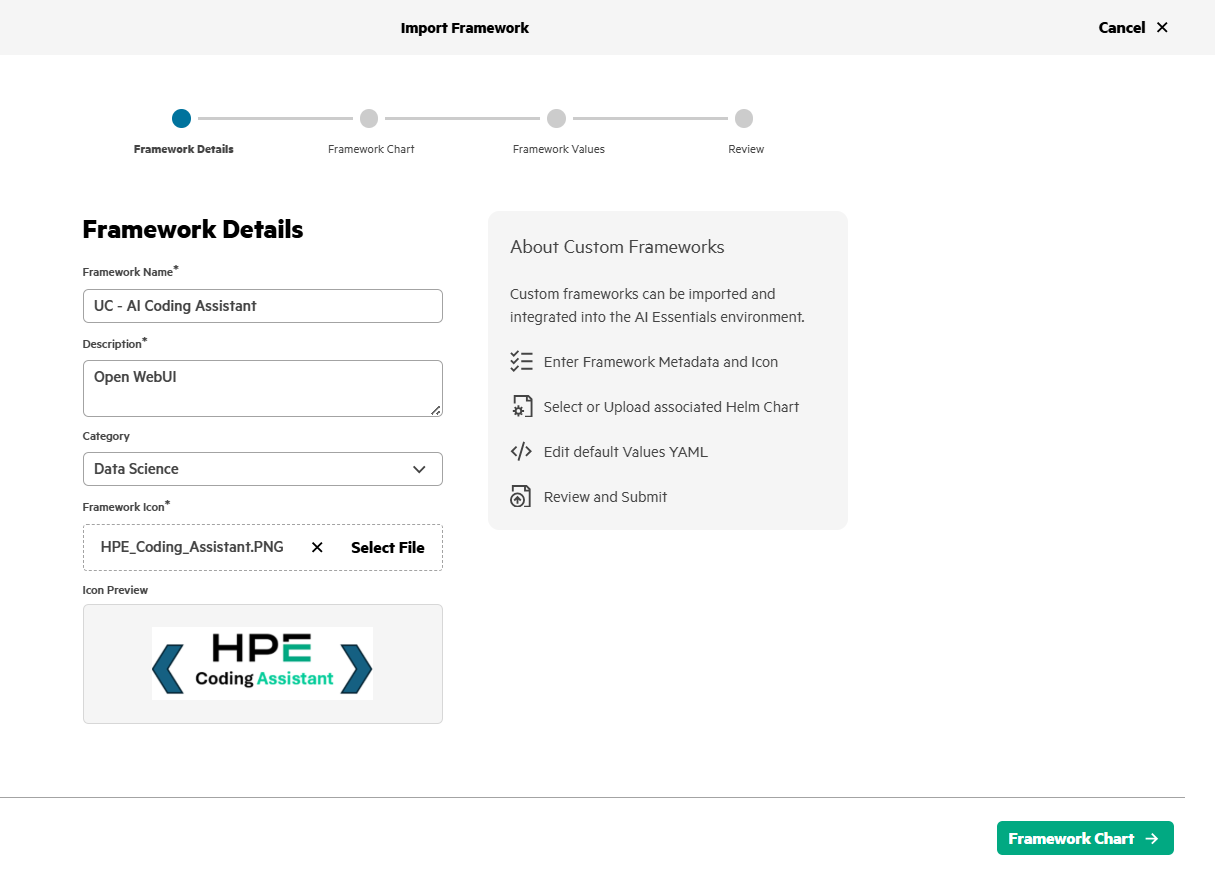 Import Framework
Cancel
Framework Details
Framework Chart
Framework Values
Review
Framework Details
Framework Name*
UC - AI Coding Assistant
Description*
Open WebUI
Category
Data Science
Framework Icon*
HPE_Coding_Assistant.PNG
Select File
Icon Preview
HPE
Coding Assistant
About Custom Frameworks
Custom frameworks can be imported and
integrated into the AI Essentials environment.
Enter Framework Metadata and Icon
Select or Upload associated Helm Chart
Edit default Values YAML
Review and Submit
Framework Chart